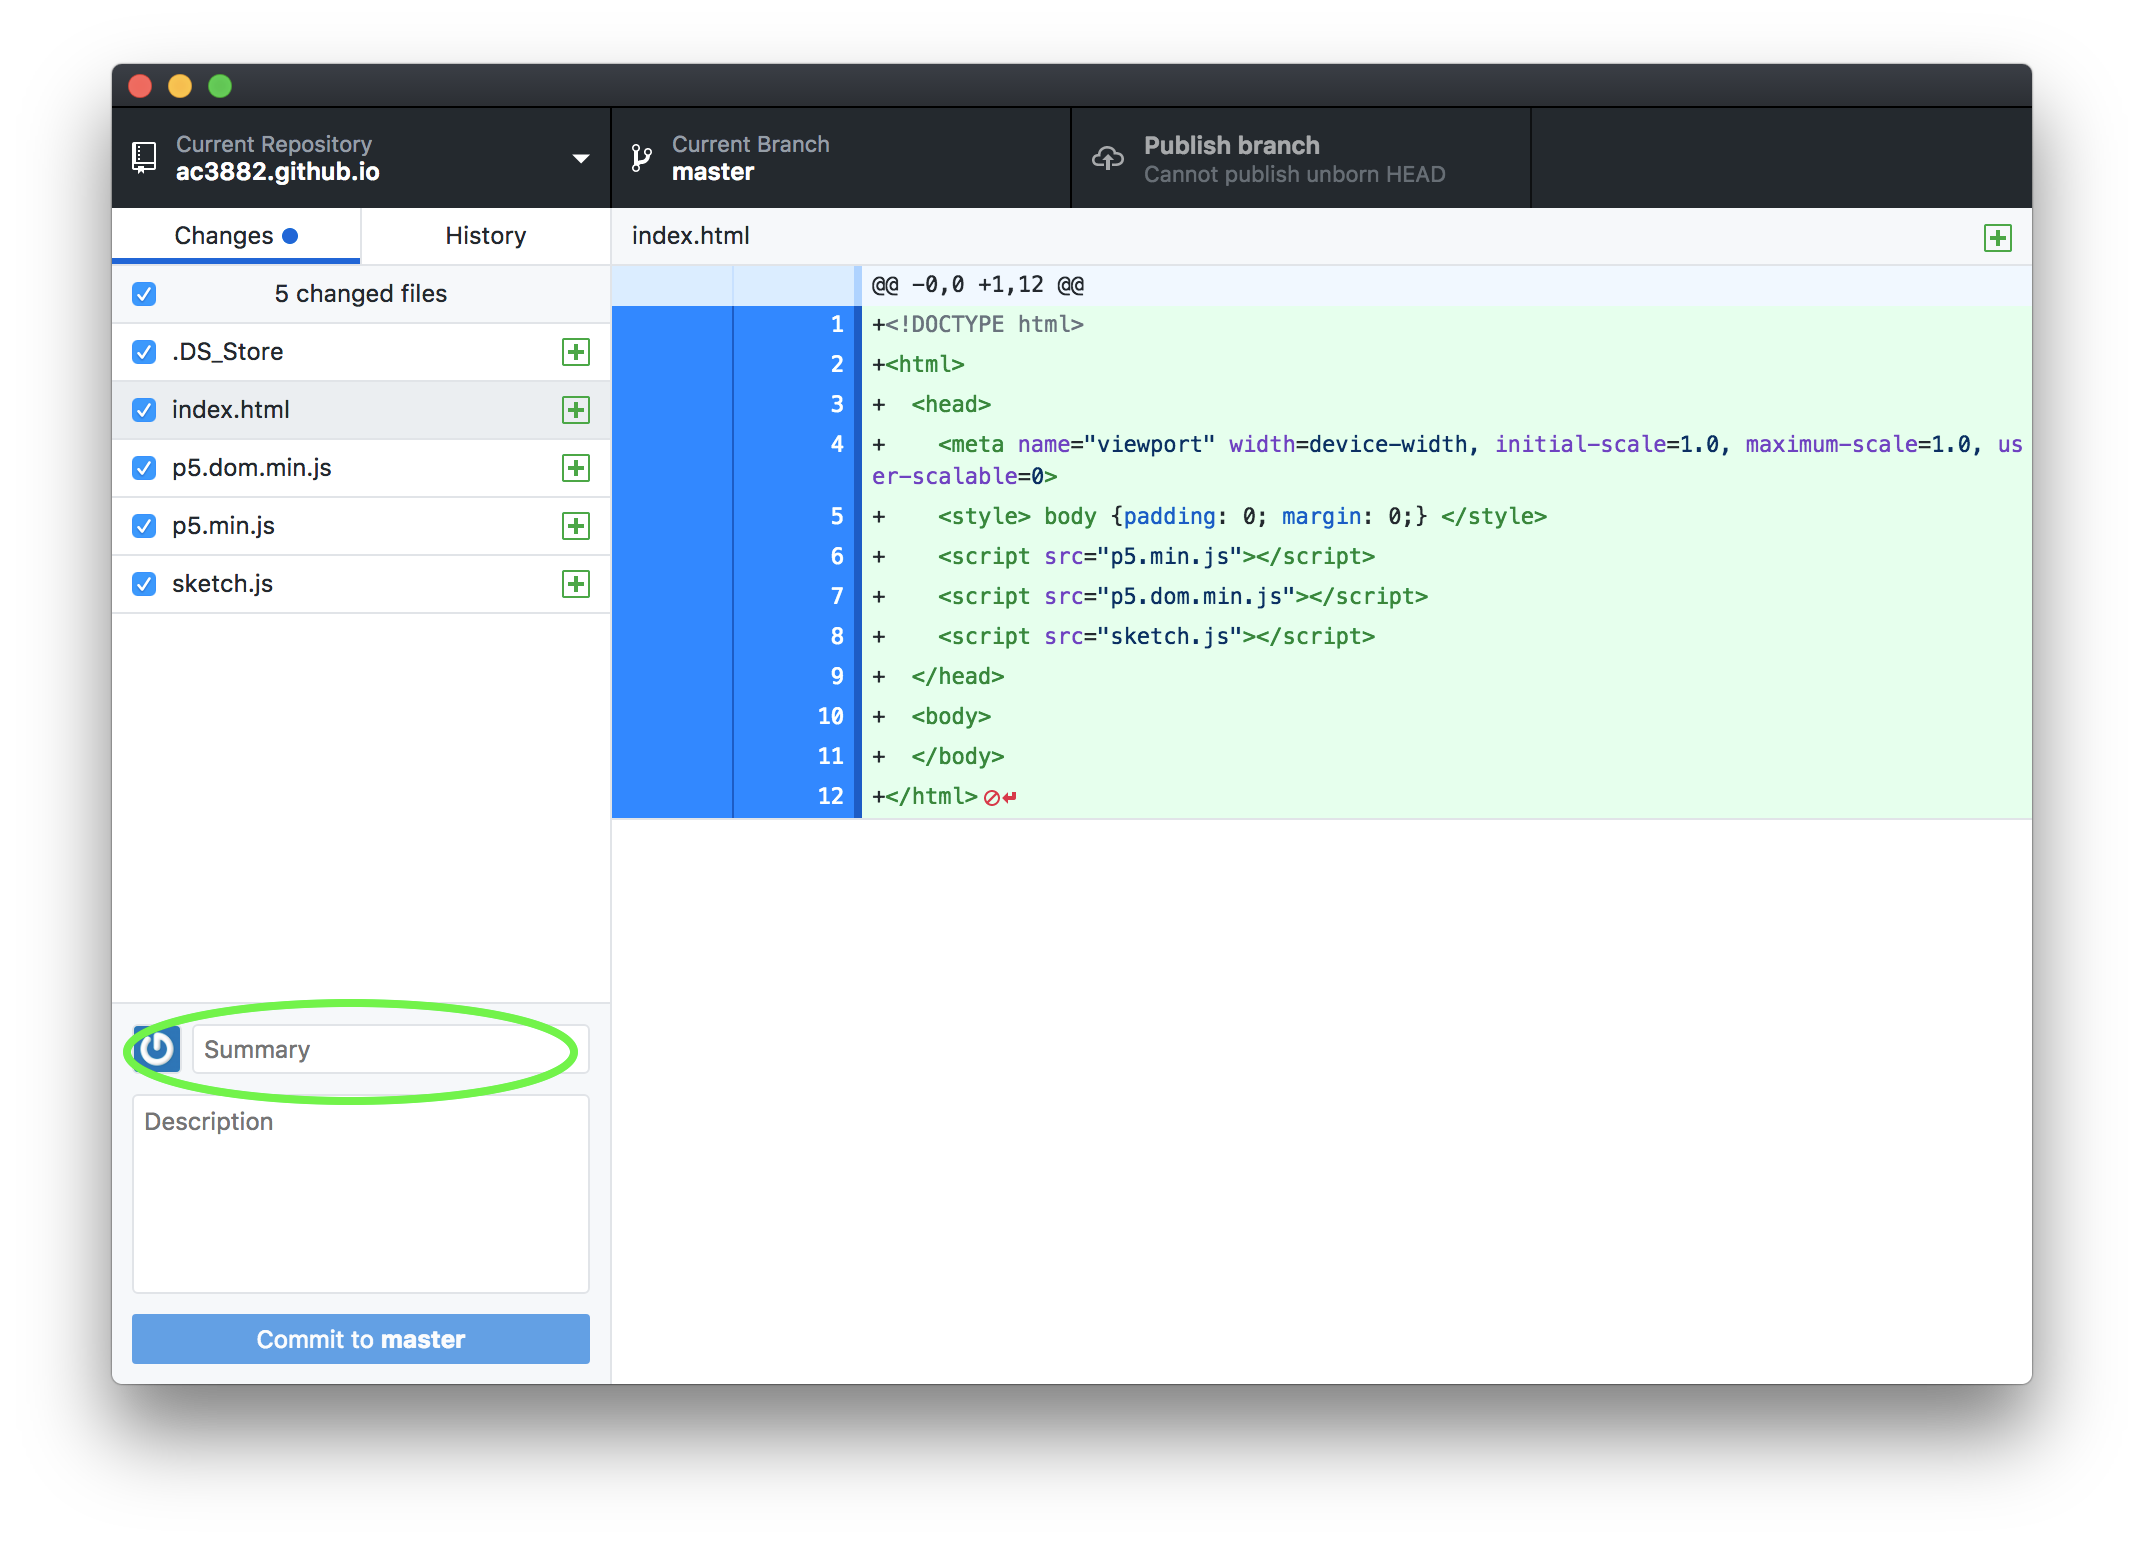 Current Repository
ac3882.github.io
Current Branch
master
Publish branch
Cannot publish unborn HEAD
Changes
History
5 changed files
.DS_Store
index.html
p5.dom.min.js
p5.min.js
sketch.js
Summary
Description
Commit to master
index.html
@@ -0,0 +1,12 @@
1 +<!DOCTYPE html>
2 +<html>
3 +  <head>
4 +    <meta name="viewport" width=device-width, initial-scale=1.0, maximum-scale=1.0, us
er-scalable=0>
5 +    <style> body {padding: 0; margin: 0;} </style>
6 +    <script src="p5.min.js"></script>
7 +    <script src="p5.dom.min.js"></script>
8 +    <script src="sketch.js"></script>
9 +  </head>
10 +  <body>
11 +  </body>
12 +</html>